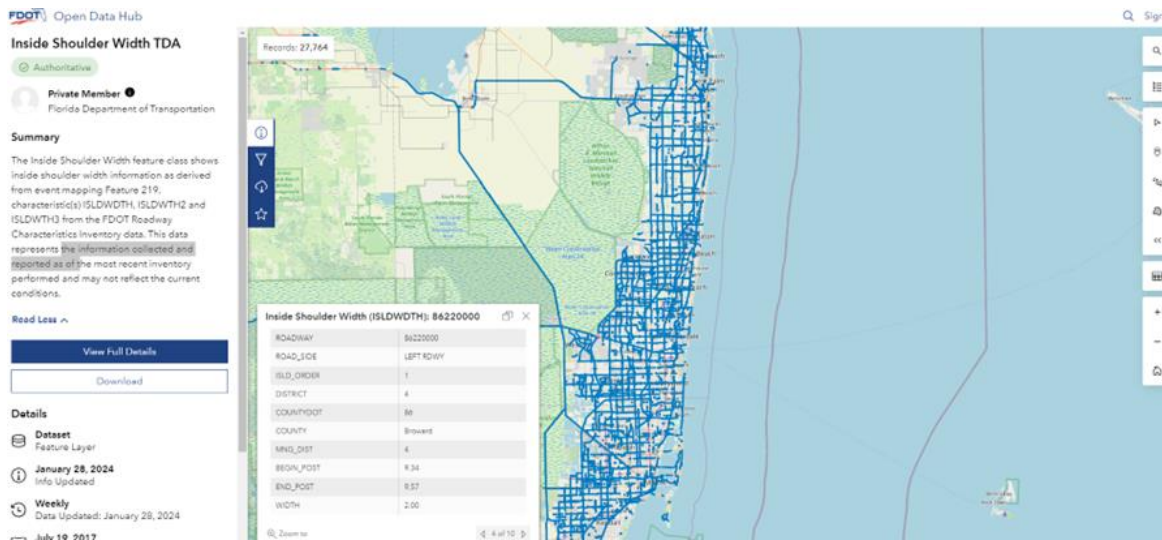 FDOT Open Data Hub
Sign
Inside Shoulder Width TDA
Authoritative
Private Member
Florida Department of Transportation
Summary
The Inside Shoulder Width feature class shows
inside shoulder width information as derived
from event mapping Feature 219,
characteristic(s) ISLDWDTH, ISLDWTH2 and
ISLDWTH3 from the FDOT Roadway
Characteristics Inventory data. This data
represents the information collected and
reported as of the most recent inventory
performed and may not reflect the current
conditions.
Read Less
View Full Details
Download
Details
Dataset
Feature Layer
January 28, 2024
Info Updated
Weekly
Data Updated: January 28, 2024
July 19, 2017
Records: 27,764
Inside Shoulder Width (ISLDWDTH): 86220000
ROADWAY 86220000
ROAD_SIDE LEFT RDWY
ISLD_ORDER 1
DISTRICT 4
COUNTYDOT 86
COUNTY Broward
MNG_DIST 4
BEGIN_POST 9.34
END_POST 9.57
WIDTH 2.00
Zoom to
4 of 10